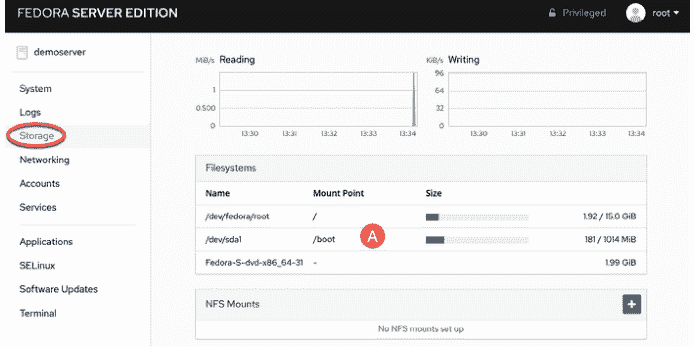 FEDORA SERVER EDITION
Privileged
root
demoserver
System
Logs
Storage
Networking
Accounts
Services
Applications
SELinux
Software Updates
Terminal
MiB/s Reading
1
0.500
0
13:30 13:31 13:32 13:33 13:34
KiB/s Writing
96
64
32
0
13:30 13:31 13:32 13:33 13:34
Filesystems
Name Mount Point Size
/dev/fedora/root / 1.92 / 15.0 GiB
/dev/sda1 /boot A 181 / 1014 MiB
Fedora-S-dvd-x86_64-31 - 1.99 GiB
NFS Mounts +
No NFS mounts set up